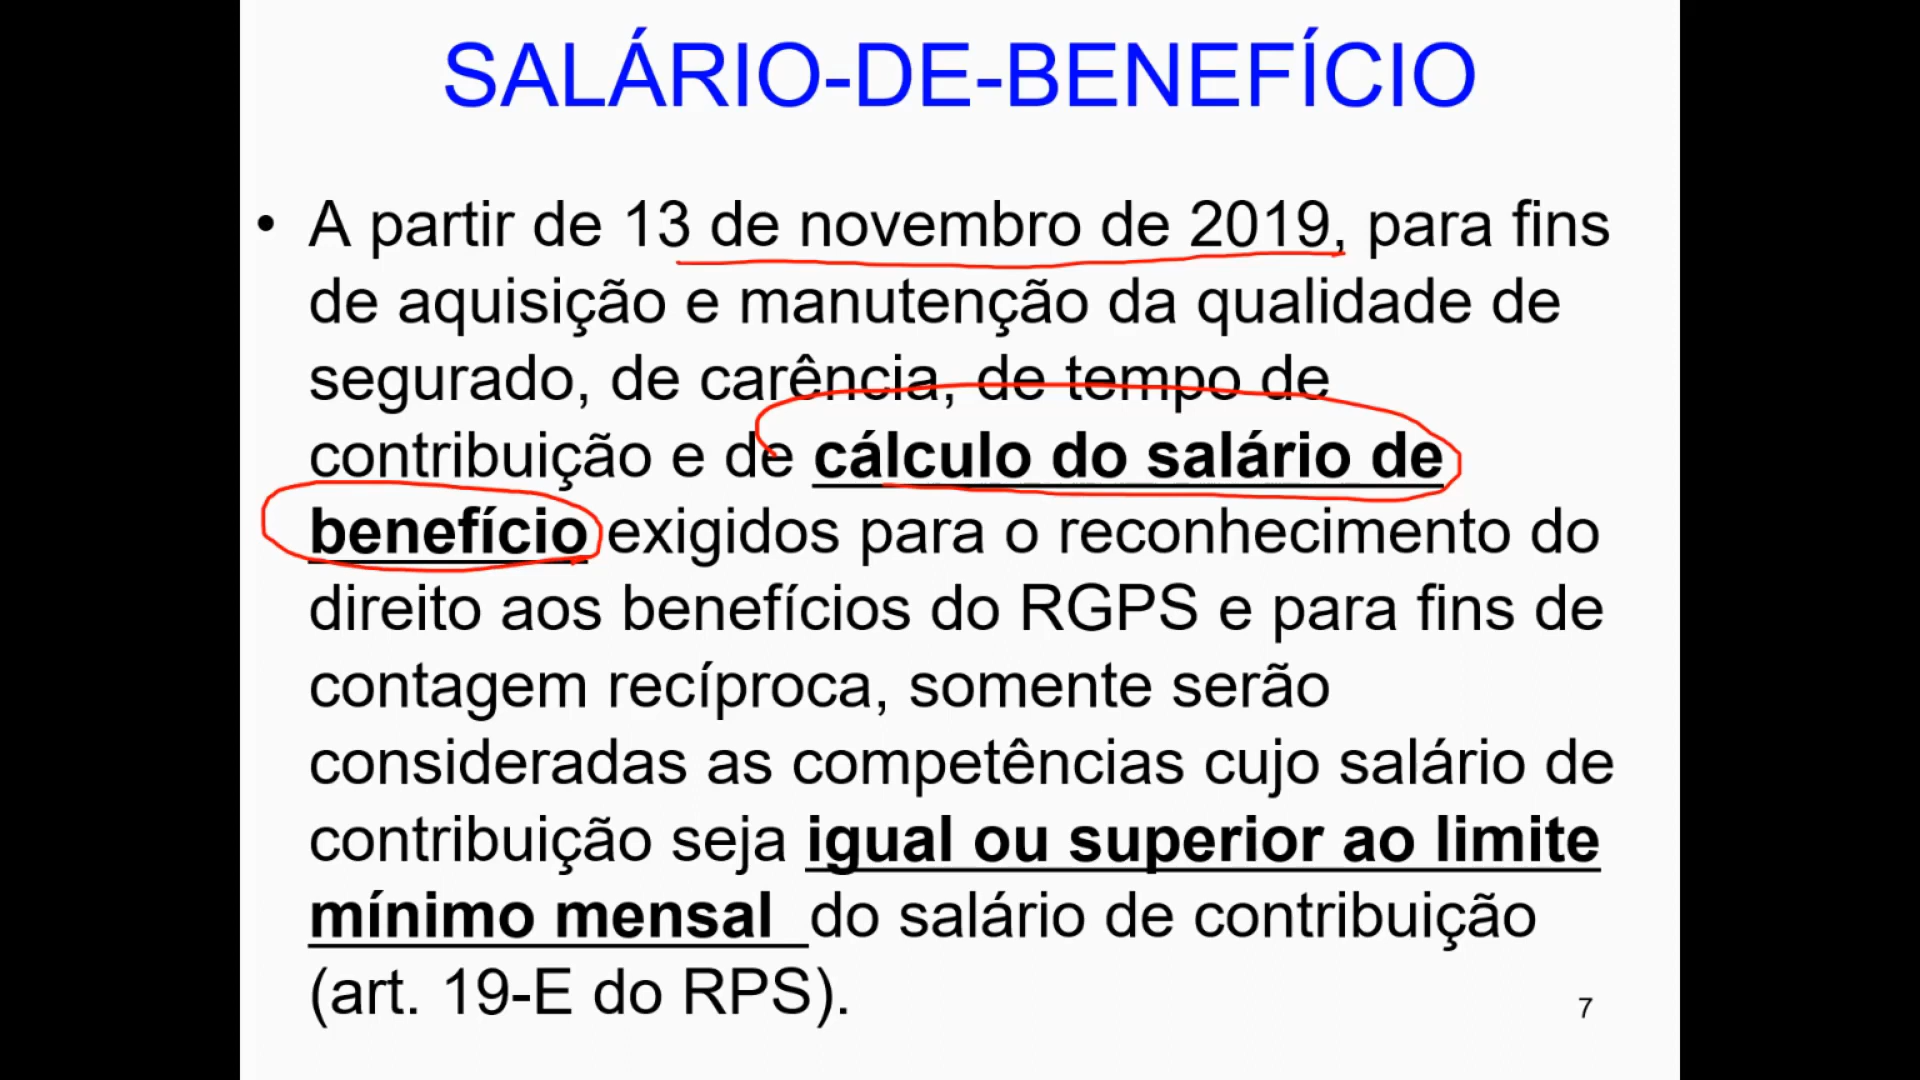 SALÁRIO-DE-BENEFÍCIO
• A partir de 13 de novembro de 2019, para fins
de aquisição e manutenção da qualidade de
segurado, de carência, de tempo de
contribuição e de cálculo do salário de
benefício exigidos para o reconhecimento do
direito aos benefícios do RGPS e para fins de
contagem recíproca, somente serão
consideradas as competências cujo salário de
contribuição seja igual ou superior ao limite
mínimo mensal do salário de contribuição
(art. 19-E do RPS).
7